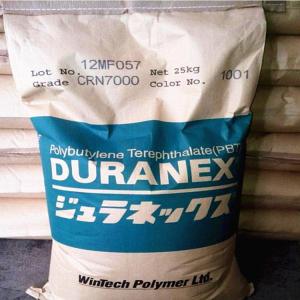 Lot No. 12MF057 Net 25kg
Grade CRN7000 Color No. 1001
Polybutylene Terephthalate(PBT
DURANEX
ジュラネックス
WinTech Polymer Ltd.